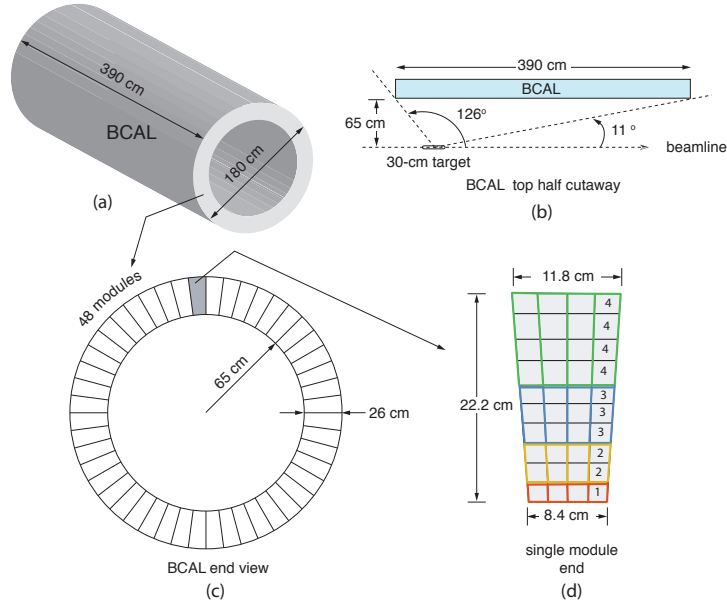 390 cm
BCAL
180 cm
(a)
390 cm
BCAL
65 cm
126º
11 º
30-cm target
beamline
BCAL top half cutaway
(b)
48 modules
65 cm
26 cm
BCAL end view
(c)
11.8 cm
4
4
4
4
22.2 cm
3
3
3
2
2
1
8.4 cm
single module
end
(d)